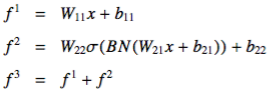 f¹ = W₁₁x + b₁₁
f² = W₂₂σ(BN(W₂₁x + b₂₁)) + b₂₂
f³ = f¹ + f²